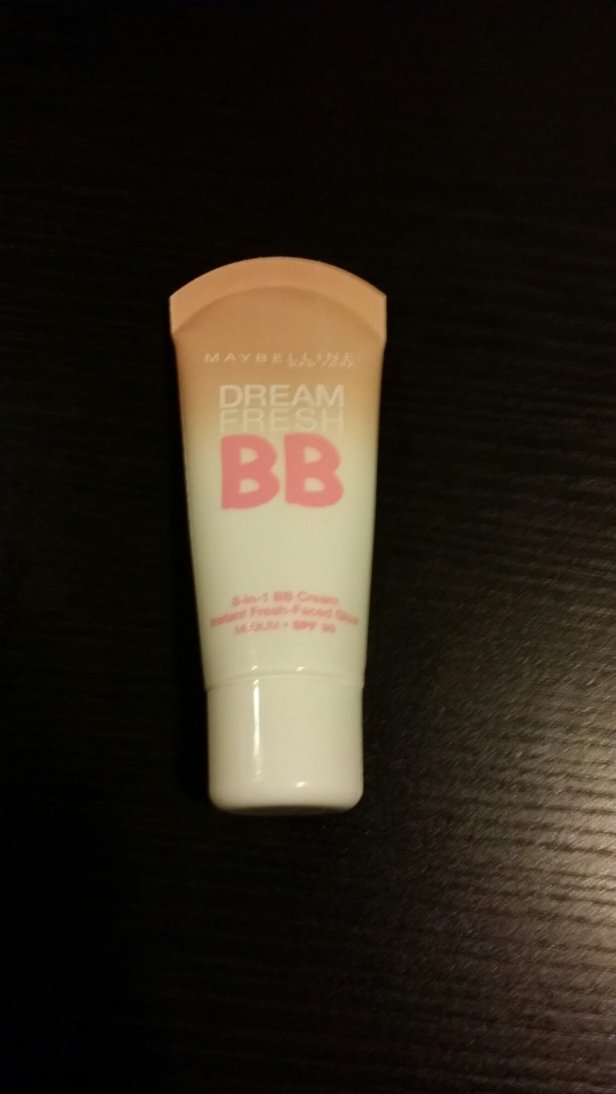 MAYBELLINE
NEW YORK
DREAM
FRESH
BB
8-in-1 BB Cream
Instant Fresh-Faced Glow
MEDIUM • SPF 30